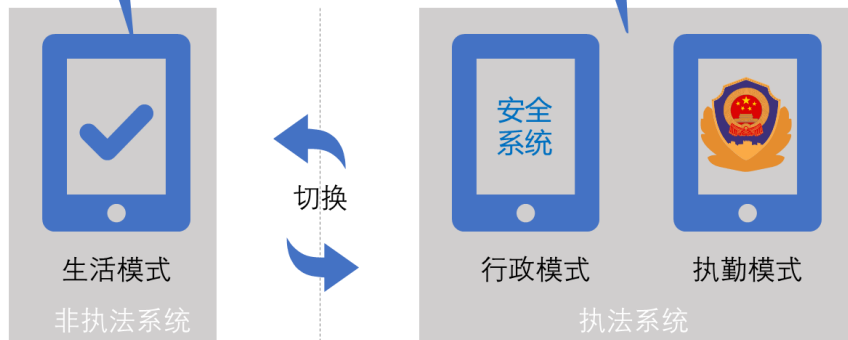 安全
系统
切换
生活模式
行政模式
执勤模式
非执法系统
执法系统